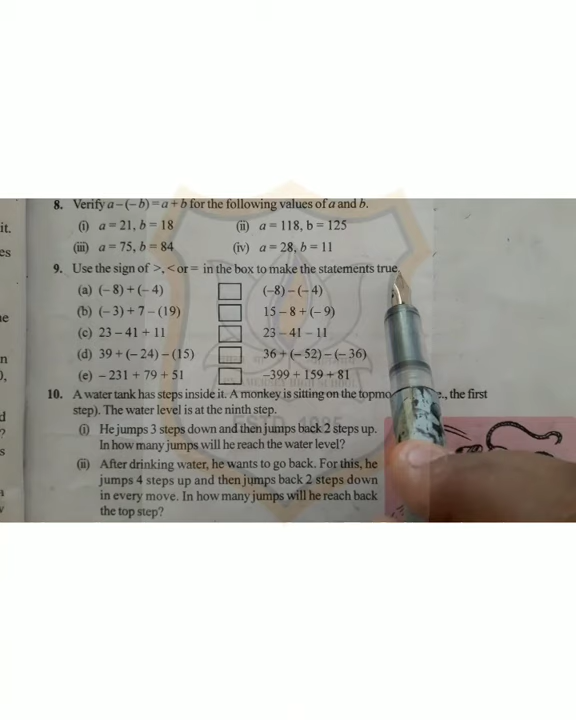 8. Verify a – (– b) = a + b for the following values of a and b.
(i) a = 21, b = 18 (ii) a = 118, b = 125
(iii) a = 75, b = 84 (iv) a = 28, b = 11
9. Use the sign of >, < or = in the box to make the statements true.
(a) (– 8) + (– 4) (–8) – (– 4)
(b) (– 3) + 7 – (19) 15 – 8 + (– 9)
(c) 23 – 41 + 11 23 – 41 – 11
(d) 39 + (– 24) – (15) 36 + (– 52) – (– 36)
(e) – 231 + 79 + 51 –399 + 159 + 81
10. A water tank has steps inside it. A monkey is sitting on the topmo , the first
step). The water level is at the ninth step.
(i) He jumps 3 steps down and then jumps back 2 steps up.
In how many jumps will he reach the water level?
(ii) After drinking water, he wants to go back. For this, he
jumps 4 steps up and then jumps back 2 steps down
in every move. In how many jumps will he reach back
the top step?
it.
es